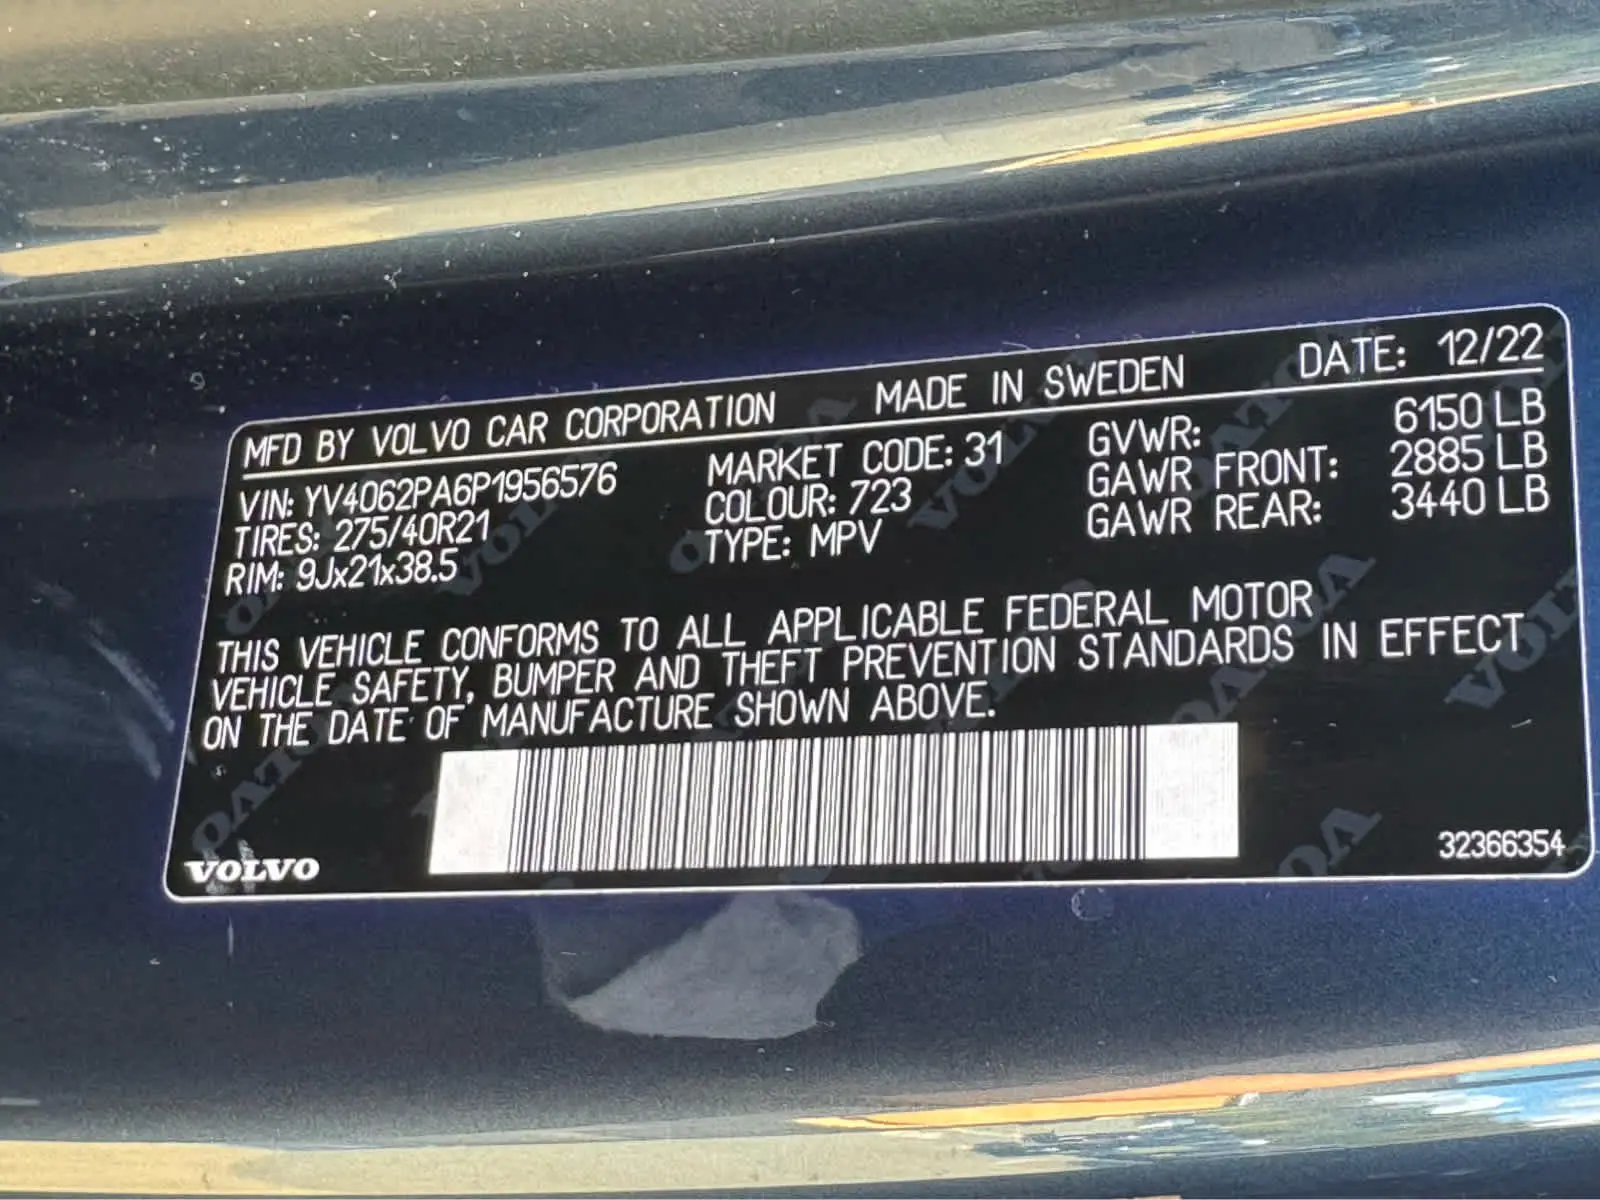 MFD BY VOLVO CAR CORPORATION MADE IN SWEDEN DATE: 12/22
VIN: YV4062PA6P1956576 MARKET CODE: 31 GVWR: 6150 LB
TIRES: 275/40R21 COLOUR: 723 GAWR FRONT: 2885 LB
RIM: 9Jx21x38.5 TYPE: MPV GAWR REAR: 3440 LB
THIS VEHICLE CONFORMS TO ALL APPLICABLE FEDERAL MOTOR
VEHICLE SAFETY, BUMPER AND THEFT PREVENTION STANDARDS IN EFFECT
ON THE DATE OF MANUFACTURE SHOWN ABOVE.
VOLVO 32366354